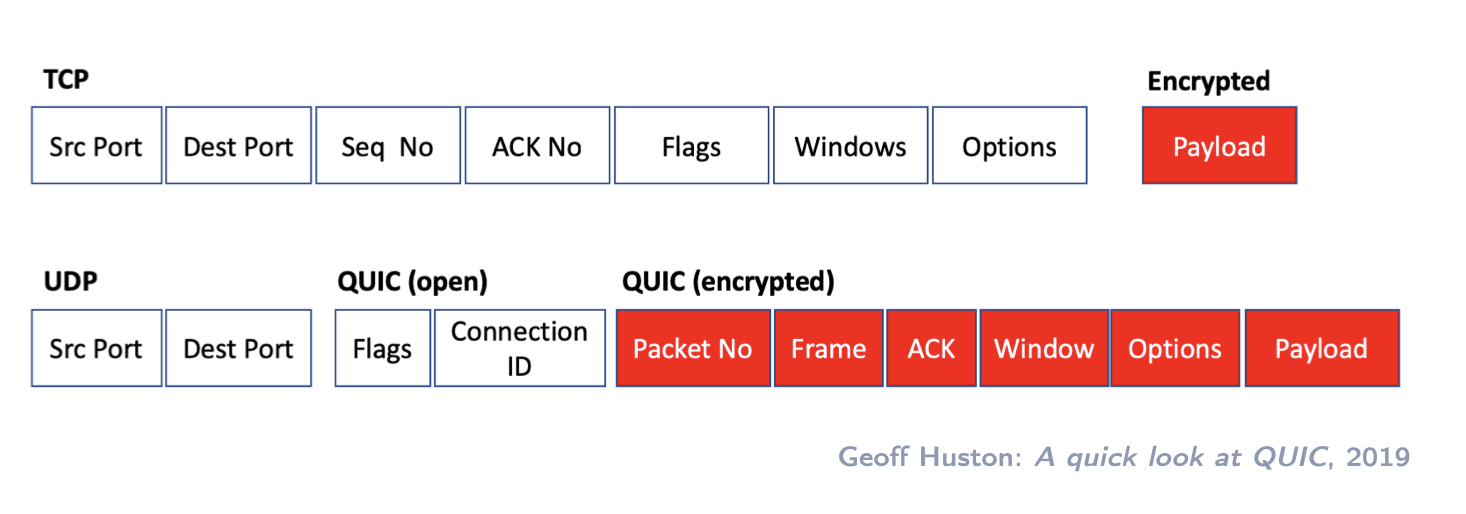 TCP
Encrypted
Src Port
Dest Port
Seq No
ACK No
Flags
Windows
Options
Payload
UDP
QUIC (open)
QUIC (encrypted)
Src Port
Dest Port
Flags
Connection
ID
Packet No
Frame
ACK
Window
Options
Payload
Geoff Huston: A quick look at QUIC, 2019